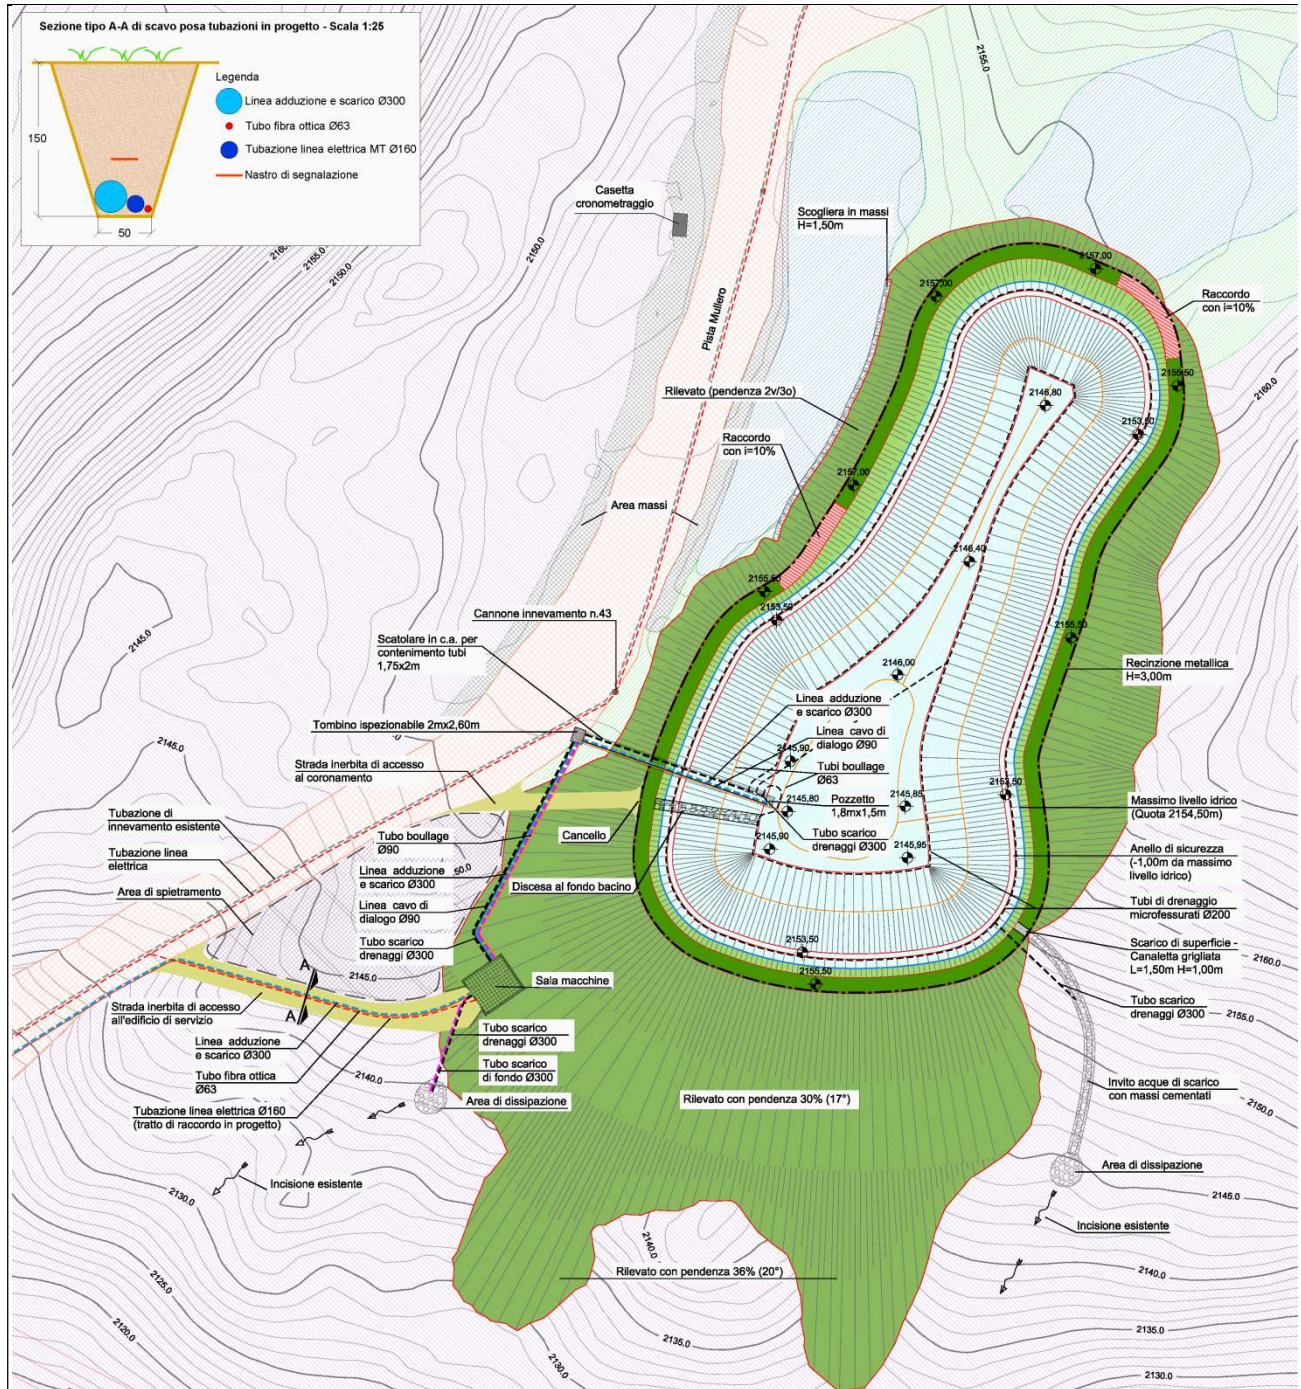 Sezione tipo A-A di scavo posa tubazioni in progetto - Scala 1:25
Legenda
Linea adduzione e scarico Ø300
Tubo fibra ottica Ø63
Tubazione linea elettrica MT Ø160
Nastro di segnalazione
150
50
2155.0
2160.0
2155.0
2150.0
2150.0
Casetta
cronometraggio
Scogliera in massi
H=1,50m
2157,00
2157,00
Raccordo
con i=10%
Pista Mullero
2155,50
2160.0
Rilevato (pendenza 2v/3o)
2146,80
2153,50
Raccordo
con i=10%
2157,00
Area massi
2146,40
2155,50
2153,50
2145.0
Cannone innevamento n.43
Scatolare in c.a. per
contenimento tubi
1,75x2m
2155,50
2146,00
Recinzione metallica
H=3,00m
Linea adduzione
e scarico Ø300
Tombino ispezionabile 2mx2,60m
Linea cavo di
dialogo Ø90
2145.0
2145,90
Strada inerbita di accesso
al coronamento
Tubi boullage
Ø63
2153,50
Tubazione di
innevamento esistente
Pozzetto
1,8mx1,5m
2145,80
2145,85
Massimo livello idrico
(Quota 2154,50m)
Tubo boullage
Ø90
Cancello
Tubo scarico
drenaggi Ø300
2145,90
2145,95
Tubazione linea
elettrica
Anello di sicurezza
(-1,00m da massimo
livello idrico)
Linea adduzione
e scarico Ø300
50.0
Area di spietramento
Discesa al fondo bacino
Linea cavo di
dialogo Ø90
Tubi di drenaggio
microfessurati Ø200
Tubo scarico
drenaggi Ø300
2153,50
Scarico di superficie -
Canaletta grigliata
L=1,50m H=1,00m
2160.0
A
2145.0
Sala macchine
2155,50
Strada inerbita di accesso
all'edificio di servizio
A
Tubo scarico
drenaggi Ø300
2155.0
Linea adduzione
e scarico Ø300
Tubo scarico
drenaggi Ø300
Tubo fibra ottica
Ø63
2140.0
Tubo scarico
di fondo Ø300
Invito acque di scarico
con massi cementati
Tubazione linea elettrica Ø160
(tratto di raccordo in progetto)
Area di dissipazione
Rilevato con pendenza 30% (17°)
2150.0
Area di dissipazione
Incisione esistente
2130.0
2145.0
Incisione esistente
2140.0
Rilevato con pendenza 36% (20°)
2140.0
2125.0
2120.0
2135.0
2135.0
2130.0
2130.0